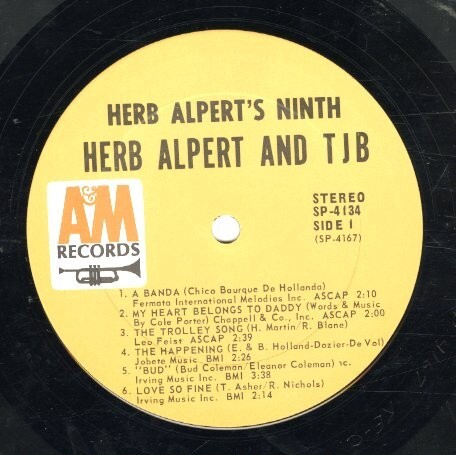 HERB ALPERT'S NINTH
HERB ALPERT AND TJB
A&M
RECORDS
STEREO
SP-4134
SIDE 1
(SP-4167)
1. A BANDA (Chico Baurque De Hollanda)
Fermata International Melodies Inc. ASCAP 2:10
2. MY HEART BELONGS TO DADDY (Words & Music
By Cole Porter) Chappell & Co., Inc. ASCAP 2:00
3. THE TROLLEY SONG (H. Martin/R. Blane)
Leo Feist ASCAP 2:39
4. THE HAPPENING (E. & B. Holland-Dozier-De Vol)
Jobete Music BMI 2:26
5. "BUD" (Bud Coleman/Eleanor Coleman)
Irving Music Inc. BMI 3:38
6. LOVE SO FINE (T. Asher/R. Nichols)
Irving Music Inc. BMI 2:14